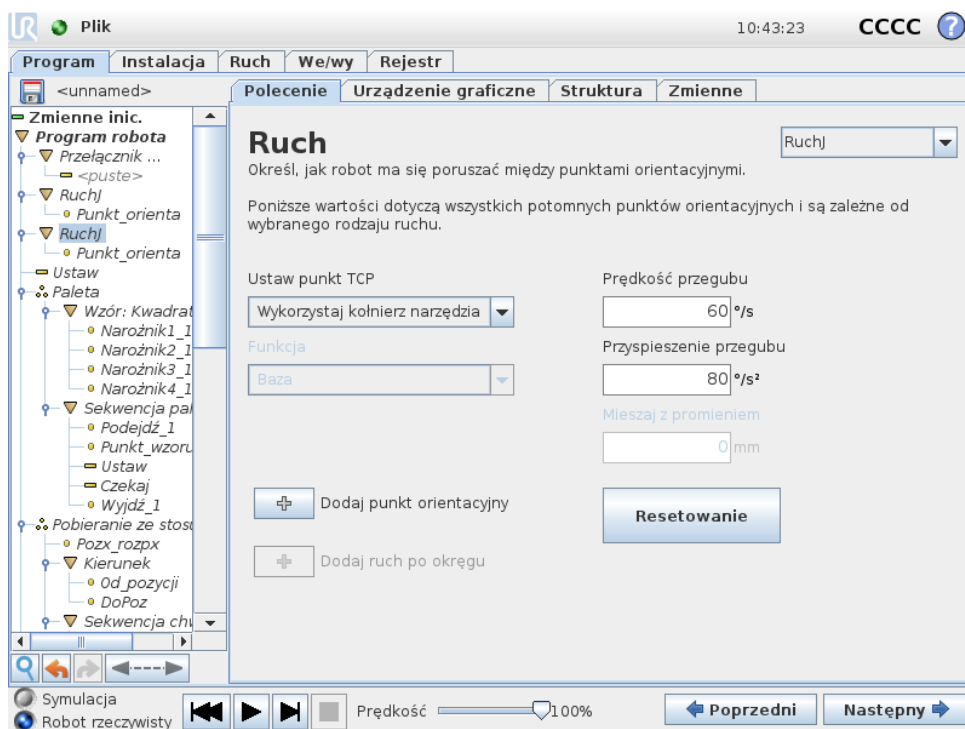 UR Plik 10:43:23 CCCC ?
Program Instalacja Ruch We/wy Rejestr
<unnamed>
Polecenie Urządzenie graficzne Struktura Zmienne
Zmienne inic.
Program robota
Przełącznik ...
<puste>
RuchJ
Punkt_orienta
RuchJ
Punkt_orienta
Ustaw
Paleta
Wzór: Kwadrat
Narożnik1_1
Narożnik2_1
Narożnik3_1
Narożnik4_1
Sekwencja pal
Podejdź_1
Punkt_wzoru
Ustaw
Czekaj
Wyjdź_1
Pobieranie ze stosu
Pozx_rozpx
Kierunek
Od_pozycji
DoPoz
Sekwencja chw
Ruch
RuchJ
Określ, jak robot ma się poruszać między punktami orientacyjnymi.
Poniższe wartości dotyczą wszystkich potomnych punktów orientacyjnych i są zależne od
wybranego rodzaju ruchu.
Ustaw punkt TCP
Wykorzystaj kołnierz narzędzia
Funkcja
Baza
Prędkość przegubu
60 °/s
Przyspieszenie przegubu
80 °/s²
Mieszaj z promieniem
0 mm
Dodaj punkt orientacyjny
Dodaj ruch po okręgu
Resetowanie
Symulacja
Robot rzeczywisty
Prędkość 100%
Poprzedni
Następny